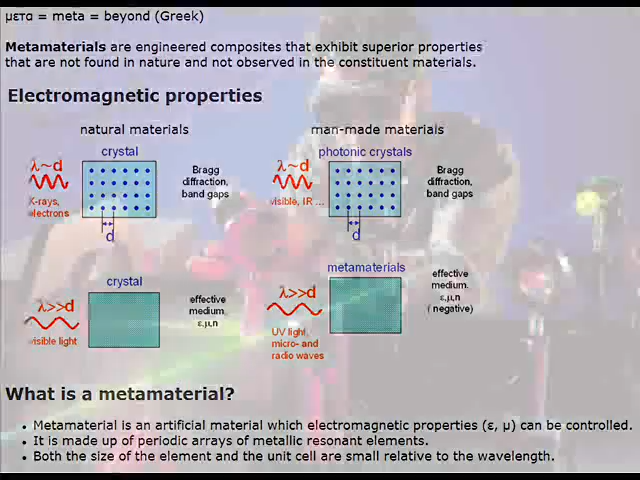 μετα = meta = beyond (Greek)
Metamaterials are engineered composites that exhibit superior properties
that are not found in nature and not observed in the constituent materials.
Electromagnetic properties
natural materials
man-made materials
crystal
λ~d
X-rays,
electrons
d
Bragg
diffraction,
band gaps
photonic crystals
λ~d
visible, IR ...
d
Bragg
diffraction,
band gaps
crystal
λ>>d
visible light
effective
medium,
ε,μ,n
metamaterials
λ>>d
UV light,
micro- and
radio waves
effective
medium.
ε,μ,n
( negative)
What is a metamaterial?
• Metamaterial is an artificial material which electromagnetic properties (ε, μ) can be controlled.
• It is made up of periodic arrays of metallic resonant elements.
• Both the size of the element and the unit cell are small relative to the wavelength.